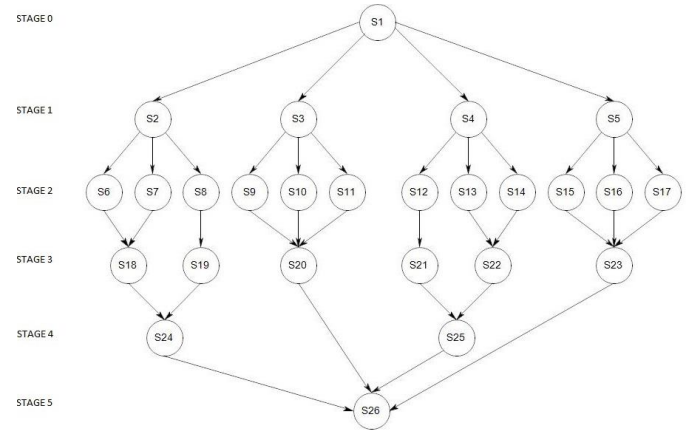 STAGE 0
S1
STAGE 1
S2 S3 S4 S5
STAGE 2
S6 S7 S8 S9 S10 S11 S12 S13 S14 S15 S16 S17
STAGE 3
S18 S19 S20 S21 S22 S23
STAGE 4
S24 S25
STAGE 5
S26